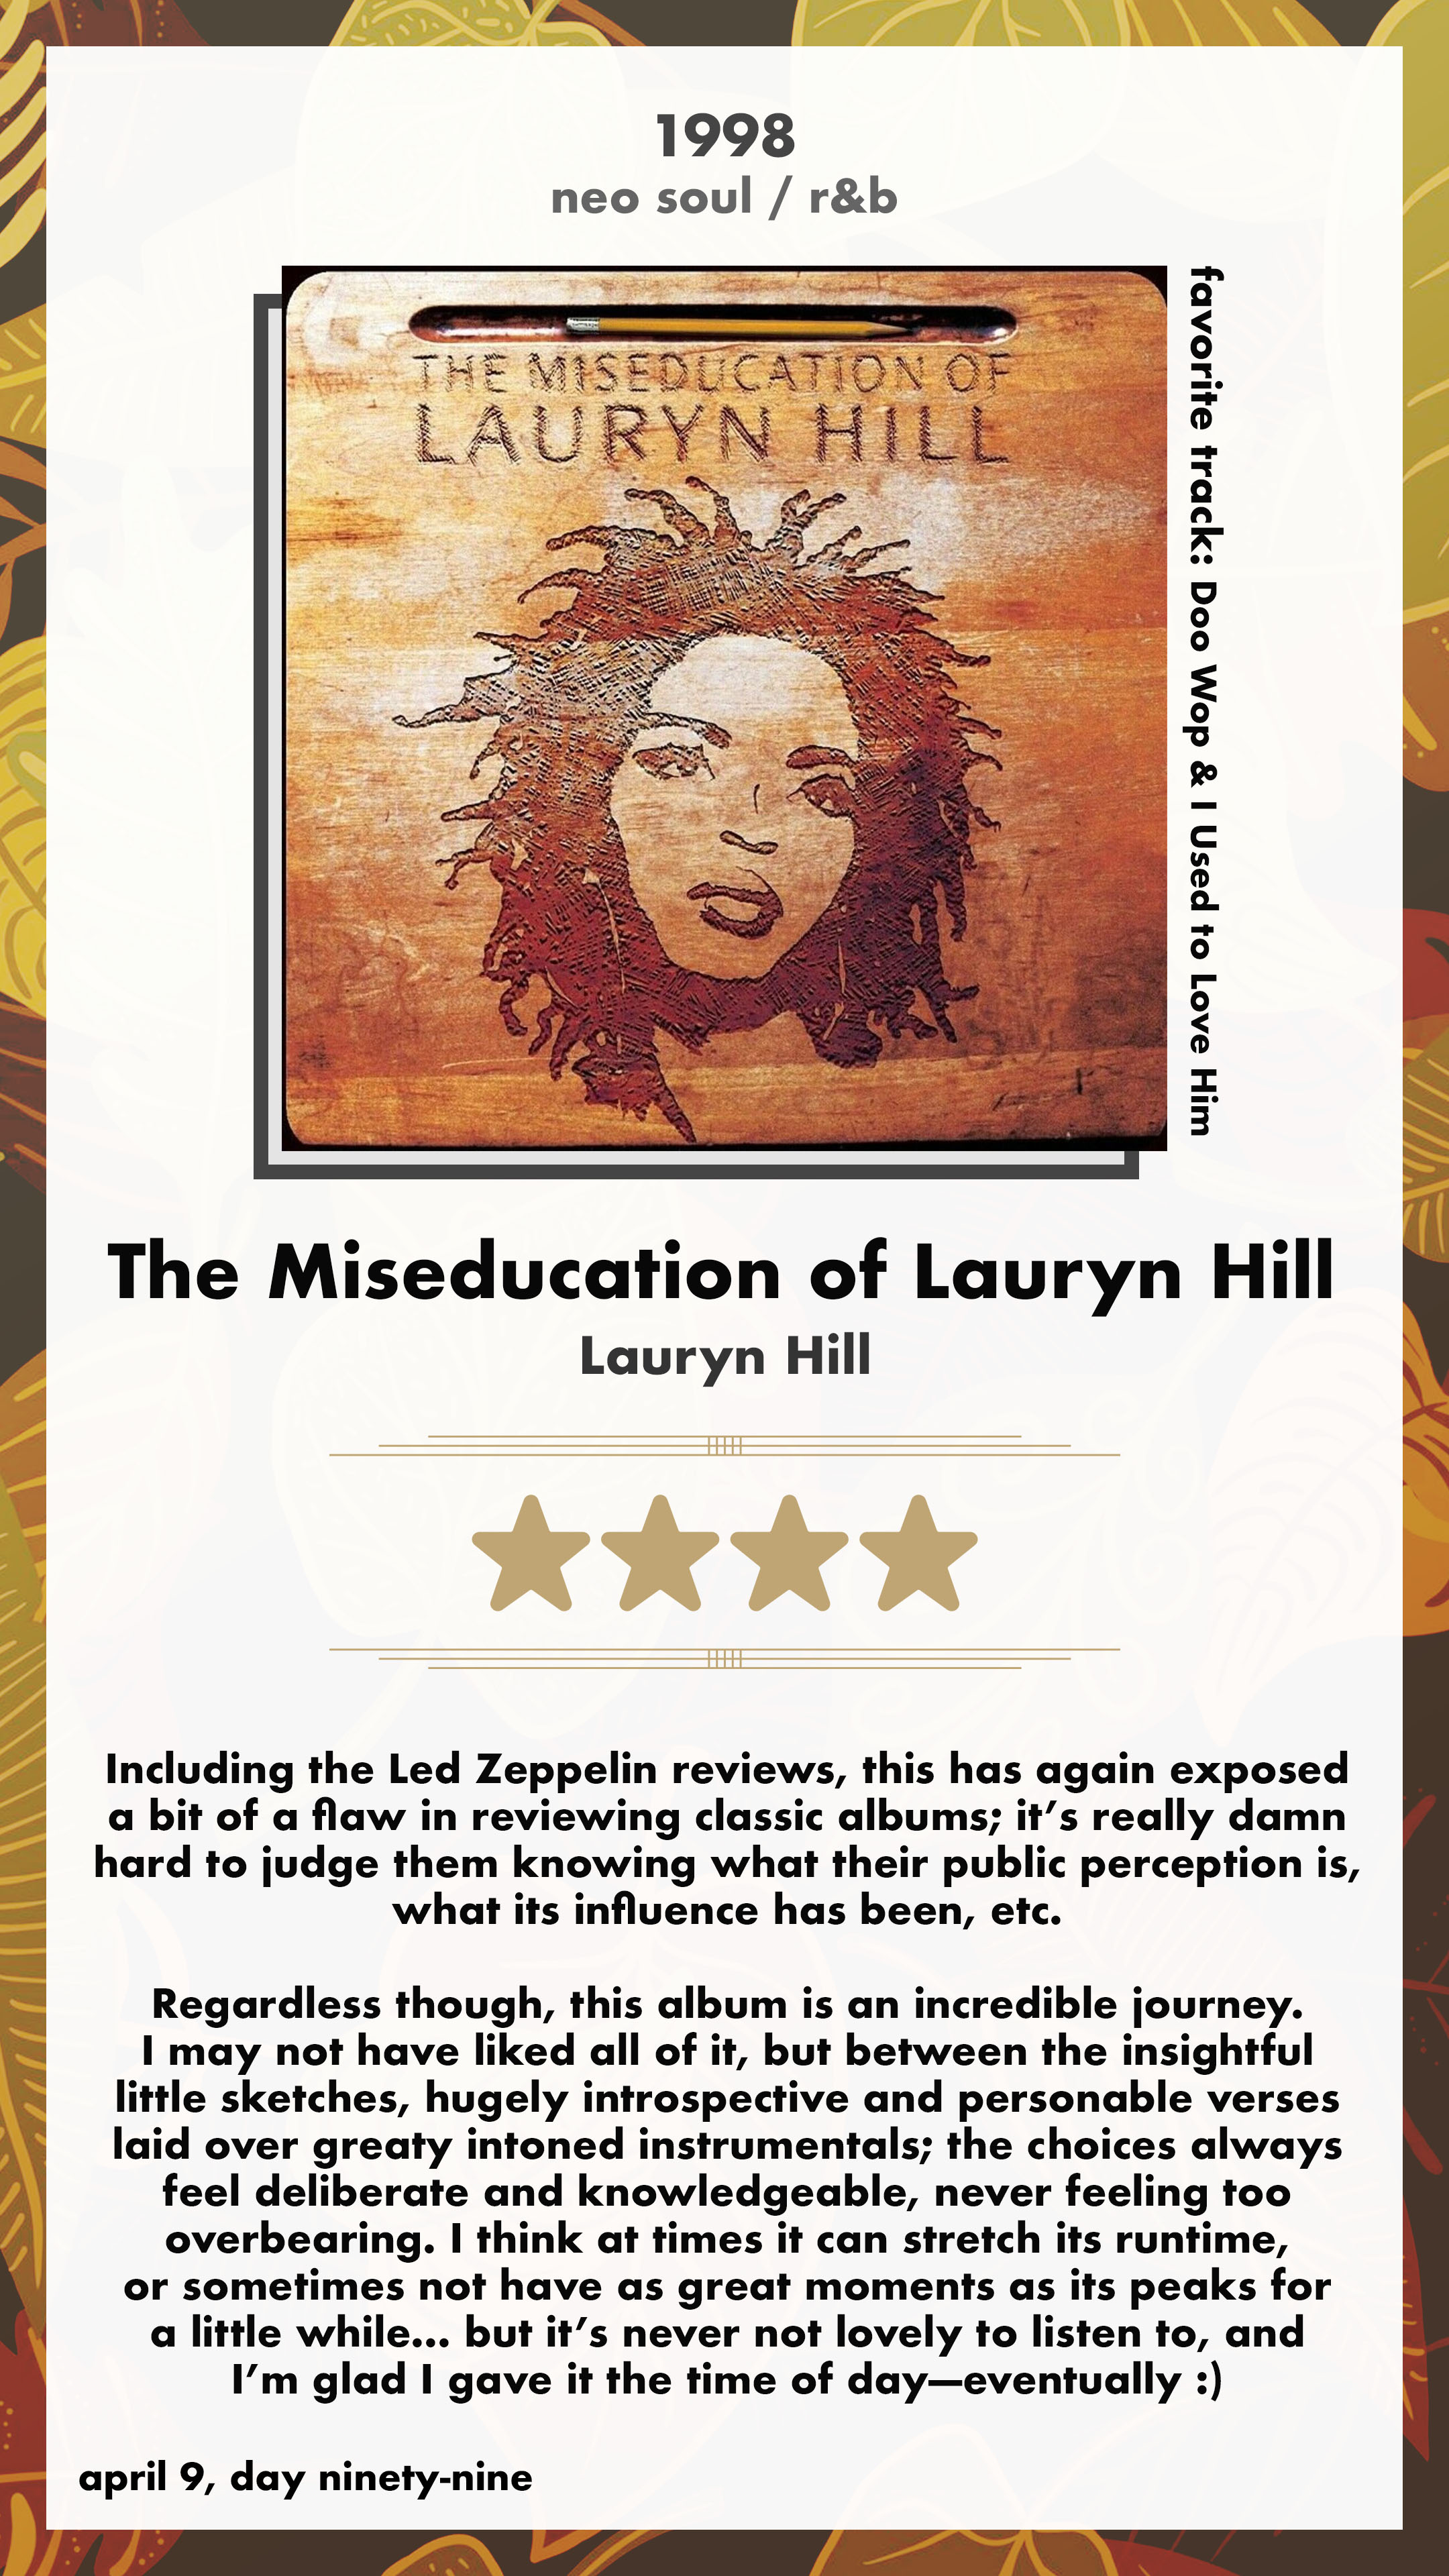 1998
neo soul / r&b
THE MISEDUCATION OF
LAURYN HILL
favorite track: Doo Wop & I Used to Love Him
The Miseducation of Lauryn Hill
Lauryn Hill
Including the Led Zeppelin reviews, this has again exposed
a bit of a flaw in reviewing classic albums; it’s really damn
hard to judge them knowing what their public perception is,
what its influence has been, etc.
Regardless though, this album is an incredible journey.
I may not have liked all of it, but between the insightful
little sketches, hugely introspective and personable verses
laid over greaty intoned instrumentals; the choices always
feel deliberate and knowledgeable, never feeling too
overbearing. I think at times it can stretch its runtime,
or sometimes not have as great moments as its peaks for
a little while... but it’s never not lovely to listen to, and
I’m glad I gave it the time of day—eventually :)
april 9, day ninety-nine